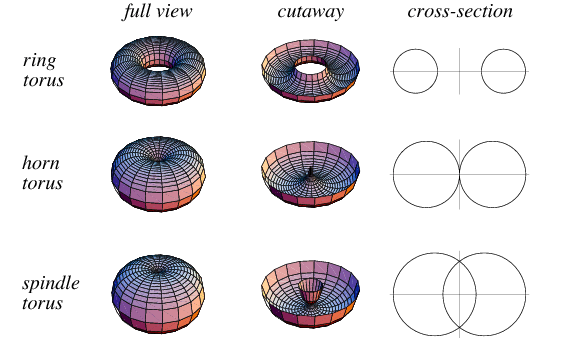 full view cutaway cross-section
ring
torus
horn
torus
spindle
torus